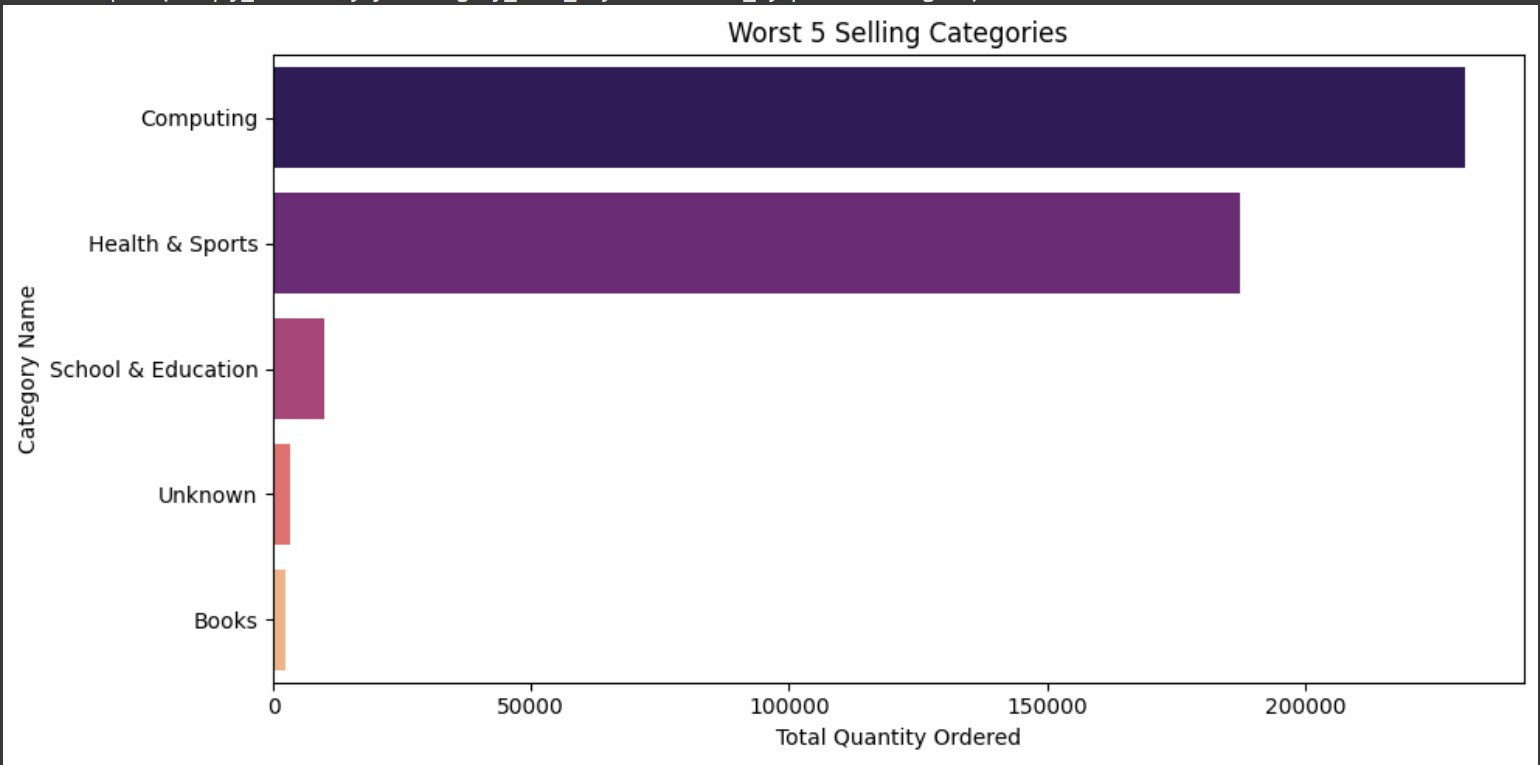 Worst 5 Selling Categories
Computing
Health & Sports
School & Education
Unknown
Books
Category Name
0 50000 100000 150000 200000
Total Quantity Ordered